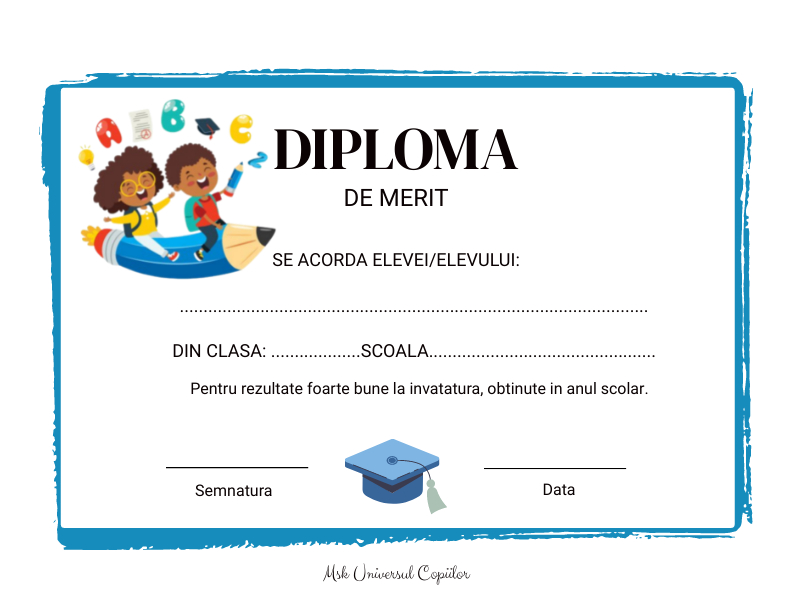 A B C
DIPLOMA
DE MERIT
SE ACORDA ELEVEI/ELEVULUI:
................................................................................................
DIN CLASA: ...................SCOALA................................................
Pentru rezultate foarte bune la invatatura, obtinute in anul scolar.
Semnatura
Data
Msk Universul Copiilor